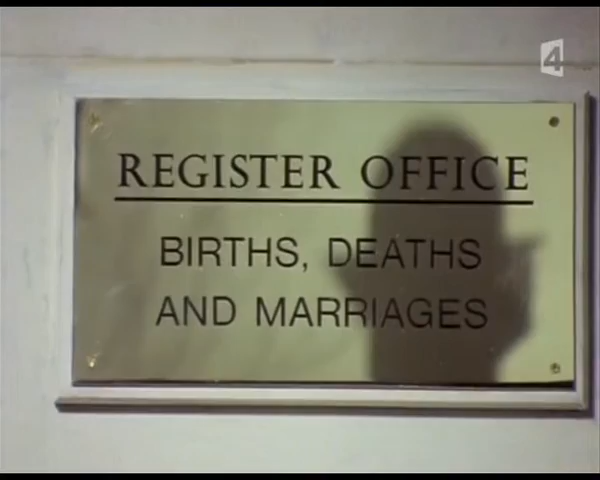 4
REGISTER OFFICE
BIRTHS, DEATHS
AND MARRIAGES